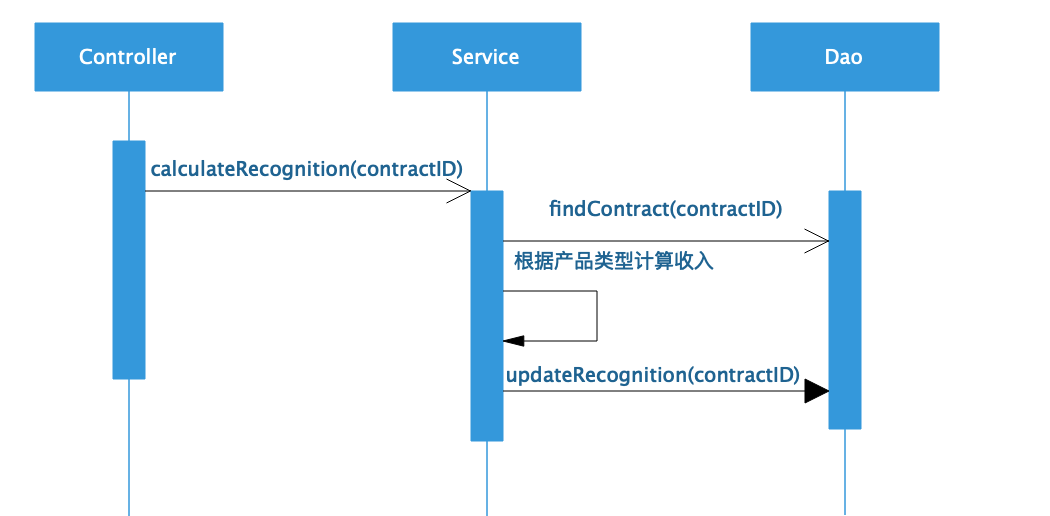 Controller
Service
Dao
calculateRecognition(contractID)
findContract(contractID)
根据产品类型计算收入
updateRecognition(contractID)